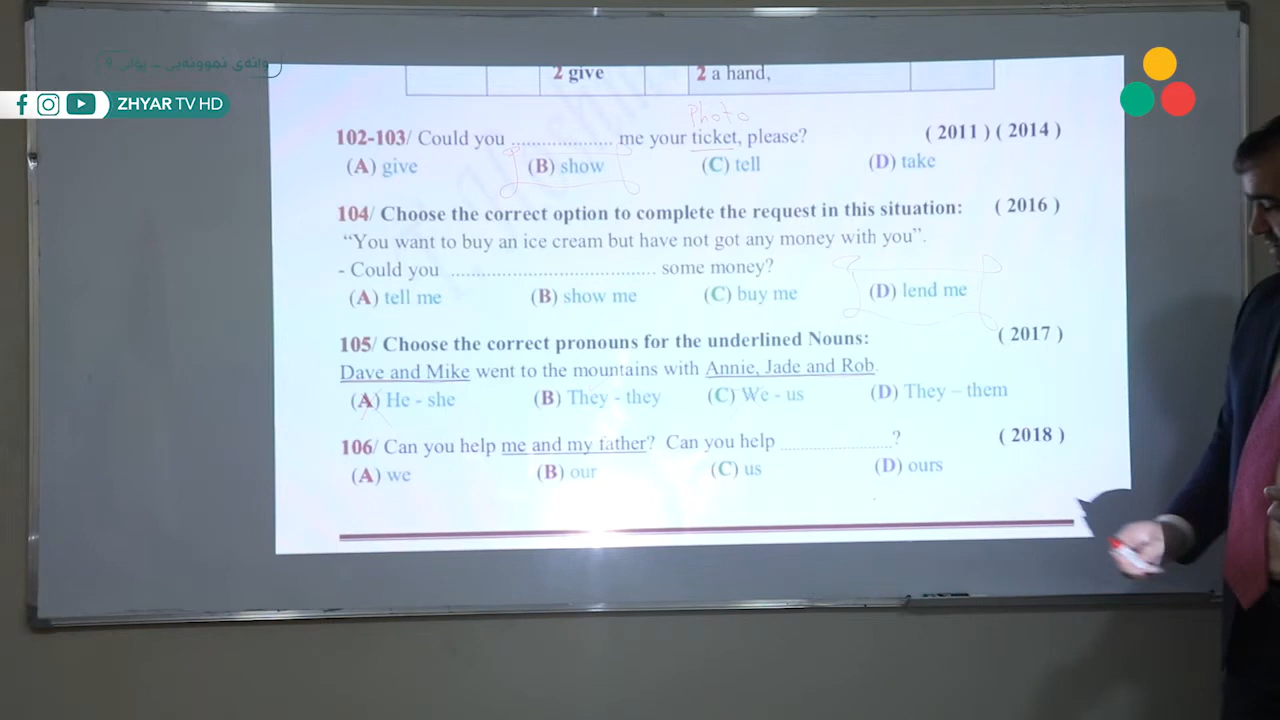 وانەی نموونەیی - پۆلی ٩
ZHYAR TV HD
2 give 2 a hand,
photo
102-103/ Could you .................... me your ticket, please? ( 2011 ) ( 2014 )
(A) give (B) show (C) tell (D) take
104/ Choose the correct option to complete the request in this situation: ( 2016 )
“You want to buy an ice cream but have not got any money with you”.
- Could you ........................................ some money?
(A) tell me (B) show me (C) buy me (D) lend me
105/ Choose the correct pronouns for the underlined Nouns: ( 2017 )
Dave and Mike went to the mountains with Annie, Jade and Rob.
(A) He - she (B) They - they (C) We - us (D) They – them
106/ Can you help me and my father? Can you help ......................? ( 2018 )
(A) we (B) our (C) us (D) ours